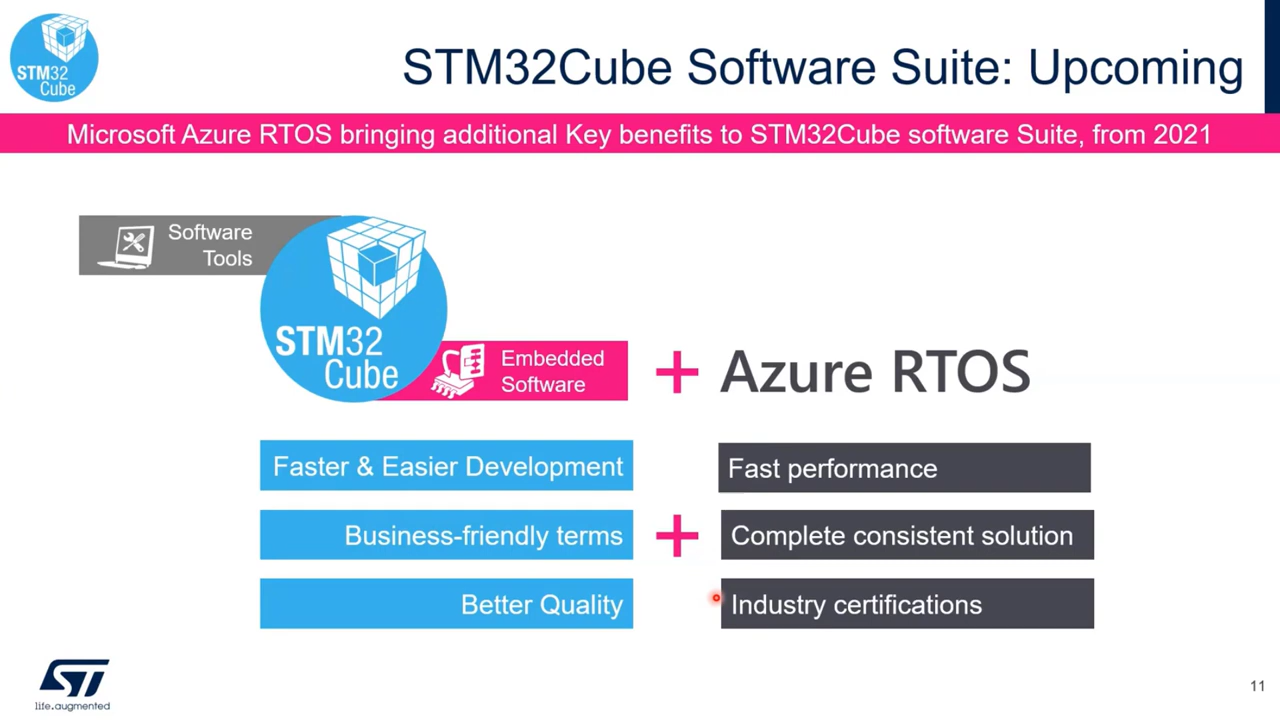 STM32
Cube
STM32Cube Software Suite: Upcoming
Microsoft Azure RTOS bringing additional Key benefits to STM32Cube software Suite, from 2021
Software
Tools
STM32
Cube
Embedded
Software
+
Azure RTOS
Faster & Easier Development
Fast performance
Business-friendly terms
+
Complete consistent solution
Better Quality
Industry certifications
ST
life.augmented
11